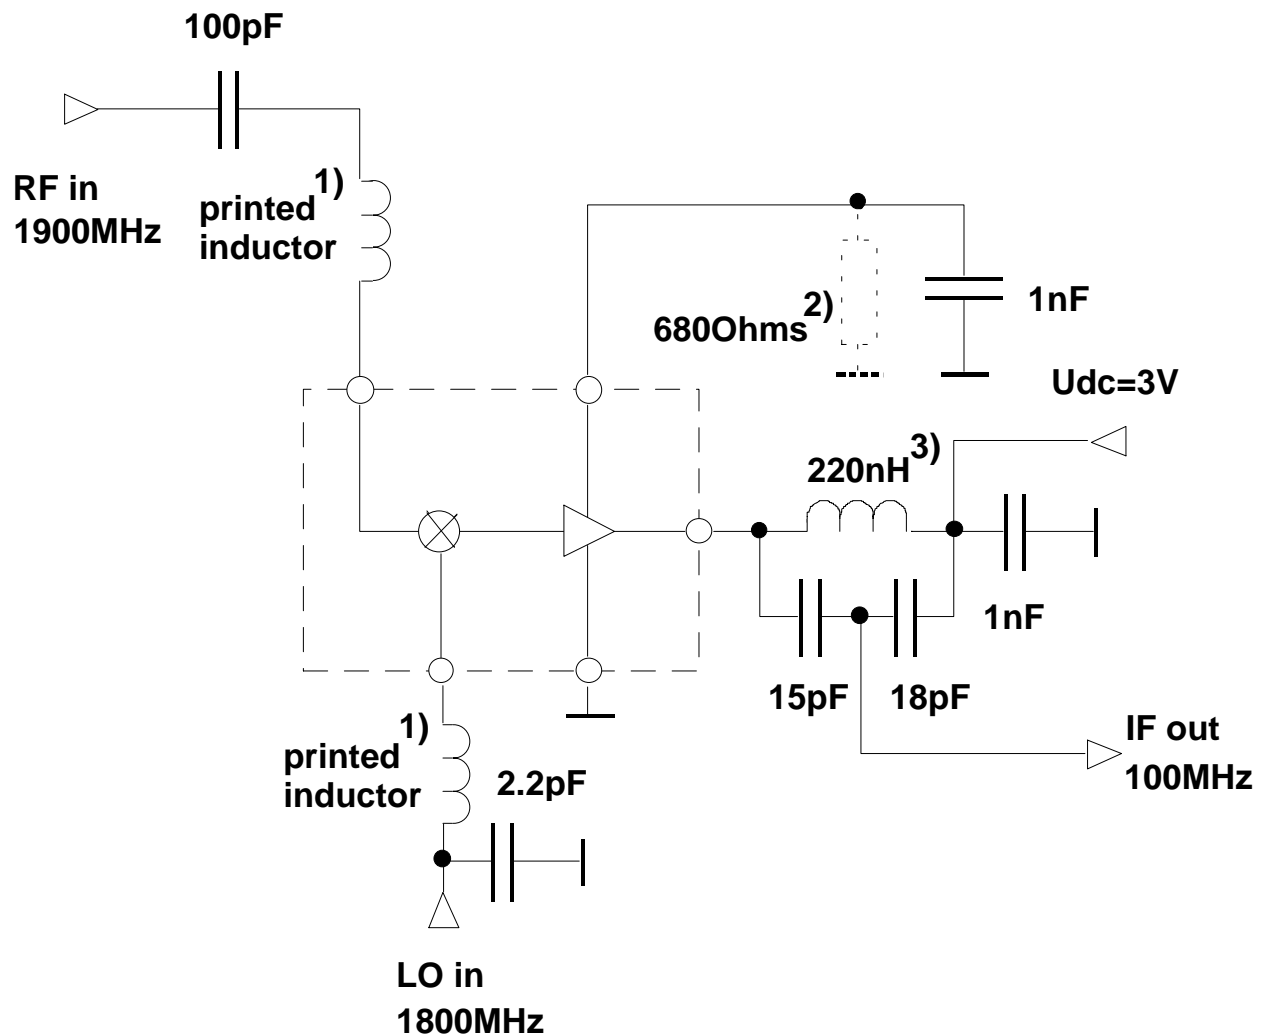 100pF
RF in
1900MHz
printed 1)
inductor
680Ohms 2)
1nF
Udc=3V
220nH 3)
1nF
15pF
18pF
printed 1)
inductor
2.2pF
IF out
100MHz
LO in
1800MHz